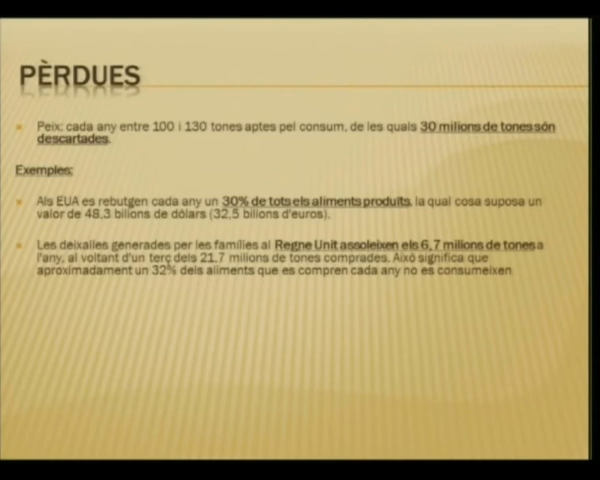 PÈRDUES
Peix: cada any entre 100 i 130 tones aptes pel consum, de les quals 30 milions de tones són
descartades.
Exemples:
Als EUA es rebutgen cada any un 30% de tots els aliments produïts, la qual cosa suposa un
valor de 48,3 bilions de dòlars (32,5 bilions d'euros).
Les deixalles generades per les famílies al Regne Unit assoleixen els 6,7 milions de tones a
l'any, al voltant d'un terç dels 21,7 milions de tones comprades. Això significa que
aproximadament un 32% dels aliments que es compren cada any no es consumeixen